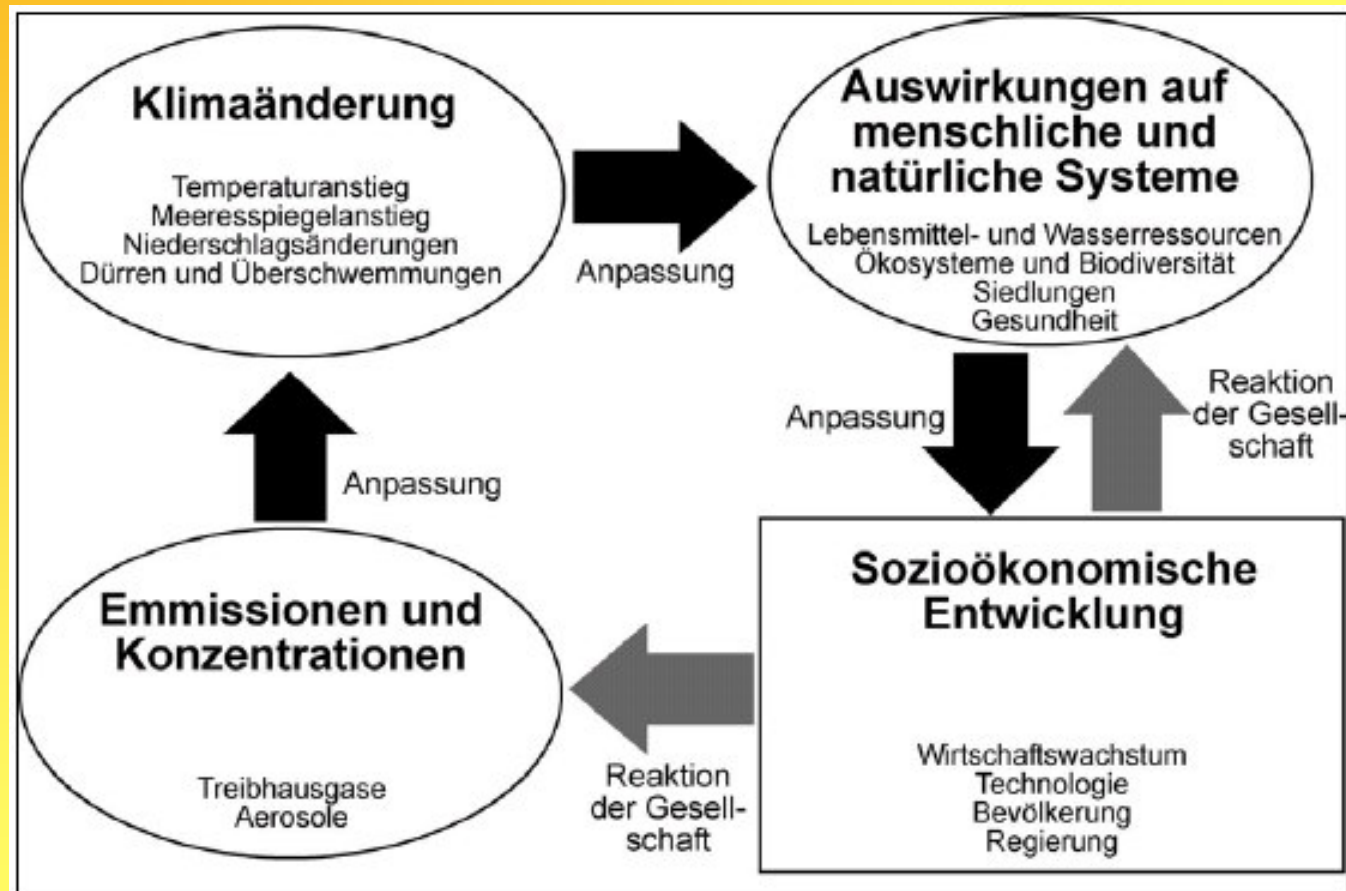 Klimaänderung
Temperaturanstieg
Meeresspiegelanstieg
Niederschlagsänderungen
Dürren und Überschwemmungen
Anpassung
Auswirkungen auf
menschliche und
natürliche Systeme
Lebensmittel- und Wasserressourcen
Ökosysteme und Biodiversität
Siedlungen
Gesundheit
Anpassung
Reaktion
der Gesell-
schaft
Anpassung
Emmissionen und
Konzentrationen
Treibhausgase
Aerosole
Reaktion
der Gesell-
schaft
Sozioökonomische
Entwicklung
Wirtschaftswachstum
Technologie
Bevölkerung
Regierung